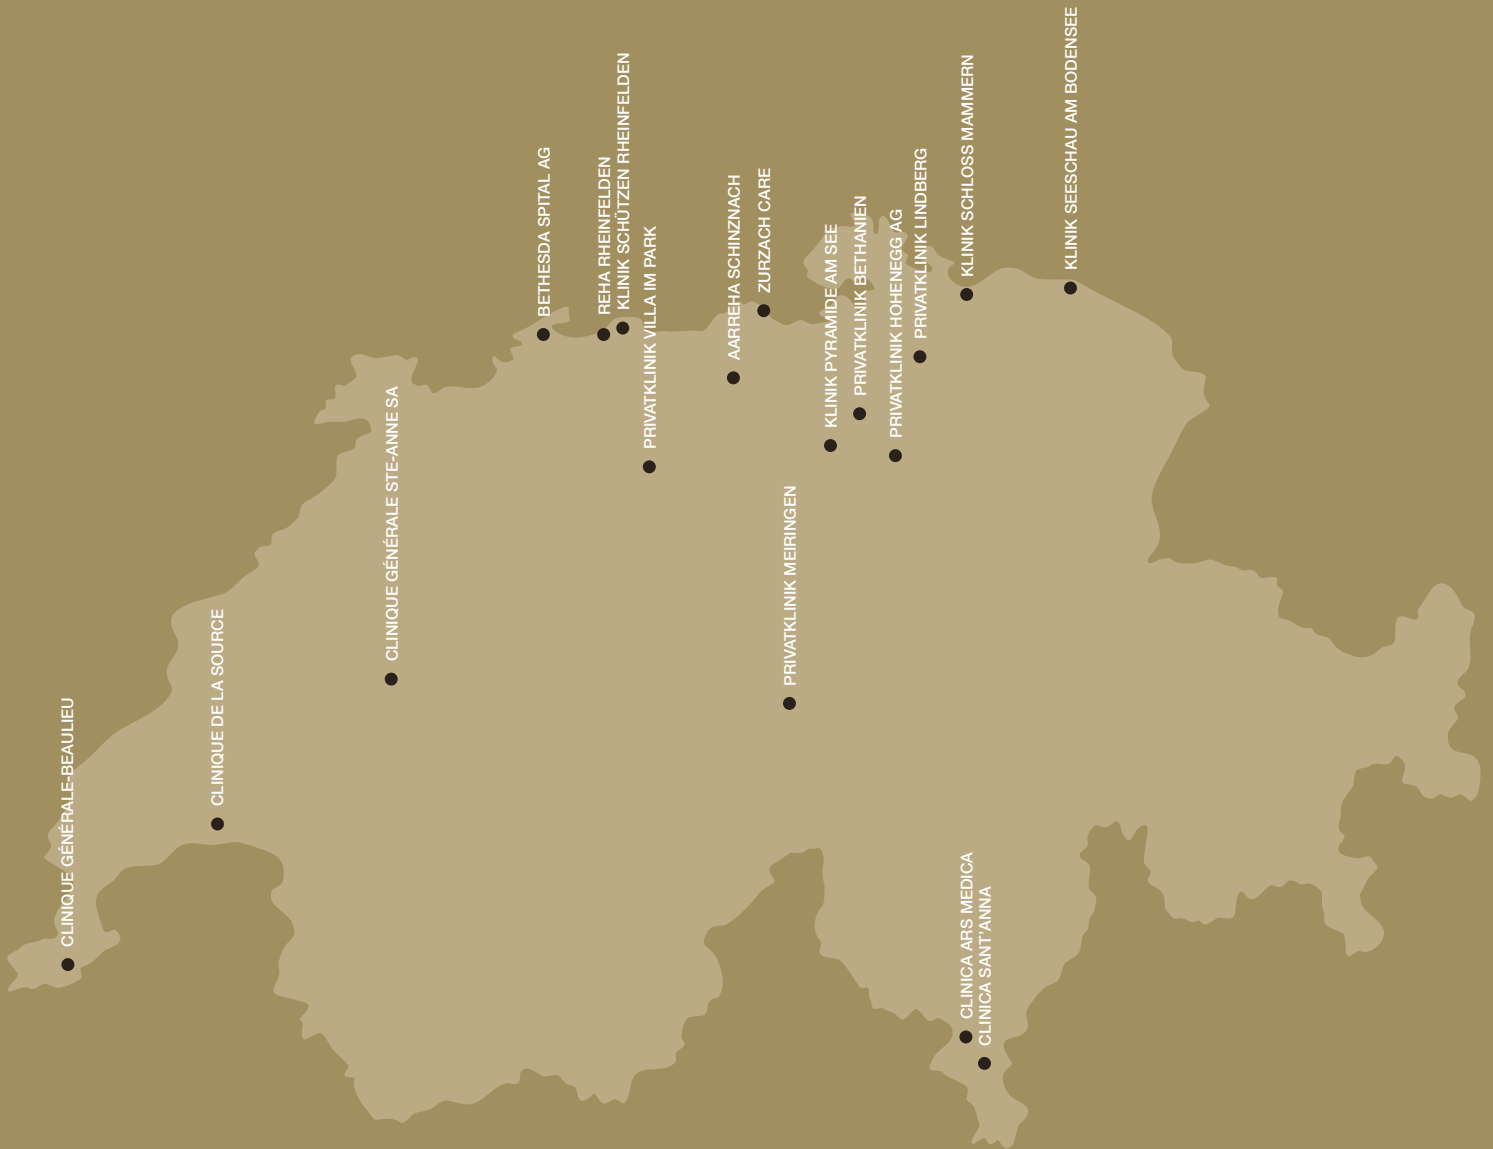 CLINIQUE GÉNÉRALE-BEAULIEU
CLINIQUE DE LA SOURCE
CLINIQUE GÉNÉRALE STE-ANNE SA
BETHESDA SPITAL AG
REHA RHEINFELDEN
KLINIK SCHÜTZEN RHEINFELDEN
PRIVATKLINIK VILLA IM PARK
AARREHA SCHINZNACH
ZURZACH CARE
PRIVATKLINIK MEIRINGEN
KLINIK PYRAMIDE AM SEE
PRIVATKLINIK BETHANIEN
PRIVATKLINIK HOHENEGG AG
PRIVATKLINIK LINDBERG
KLINIK SCHLOSS MAMMERN
CLINICA ARS MEDICA
CLINICA SANT'ANNA
KLINIK SEESCHAU AM BODENSEE